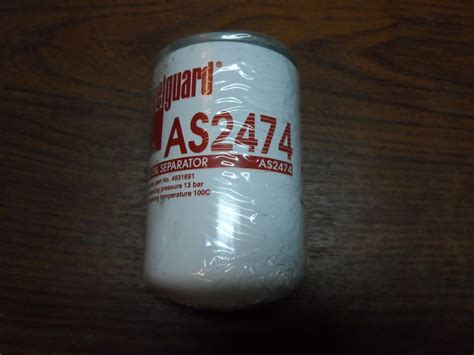 elguard®
AS2474
SEPARATOR
AS2474
No. 4931691
pressure 13 bar
temperature 100C